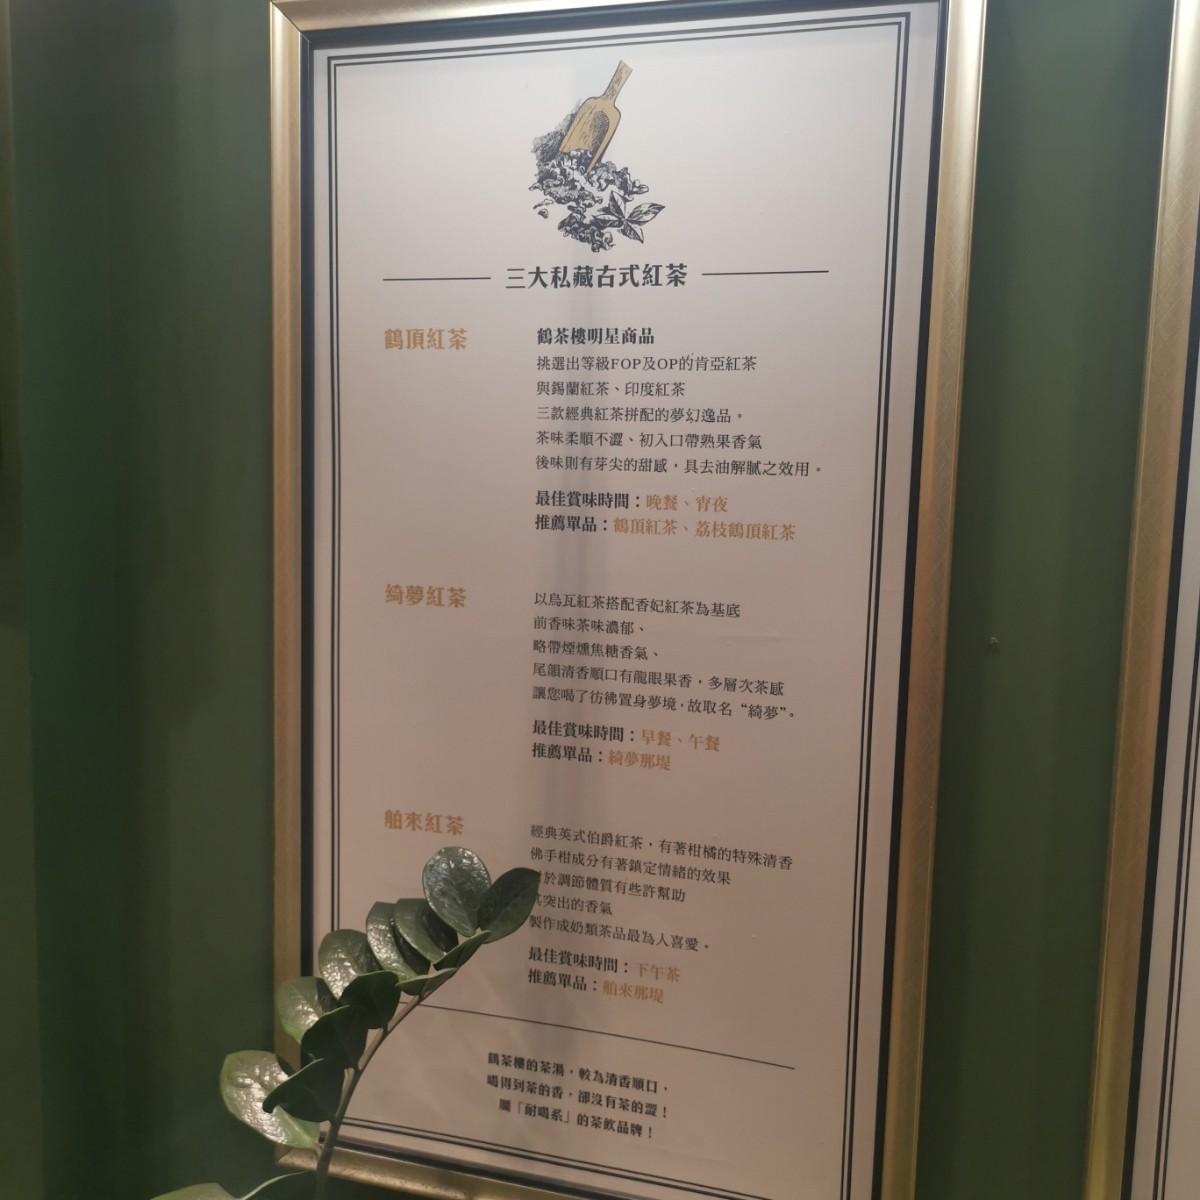 三大私藏古式紅茶
鶴頂紅茶
鶴茶樓明星商品
挑選出等級FOP及OP的肯亞紅茶
與錫蘭紅茶、印度紅茶
三款經典紅茶拼配的夢幻逸品。
茶味柔順不澀、初入口帶熟果香氣
後味則有芽尖的甜感，具去油解膩之效用。
最佳賞味時間：晚餐、宵夜
推薦單品：鶴頂紅茶、荔枝鶴頂紅茶
綺夢紅茶
以烏瓦紅茶搭配香妃紅茶為基底
前香味茶味濃郁、
略帶煙燻焦糖香氣、
尾韻清香順口有龍眼果香，多層次茶感
讓您喝了彷彿置身夢境，故取名“綺夢”。
最佳賞味時間：早餐、午餐
推薦單品：綺夢那堤
舶來紅茶
經典英式伯爵紅茶，有著柑橘的特殊清香
佛手柑成分有著鎮定情緒的效果
於調節體質有些許幫助
其突出的香氣
製作成奶類茶品最為人喜愛。
最佳賞味時間：下午茶
推薦單品：舶來那堤
鶴茶樓的茶湯，較為清香順口，
喝得到茶的香，卻沒有茶的澀！
屬「耐喝系」的茶飲品牌！